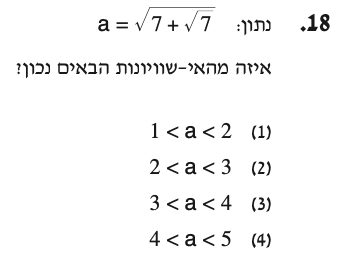 18. נתון: a = √(7 + √7)
איזה מהאי-שוויונות הבאים נכון?
(1) 1 < a < 2
(2) 2 < a < 3
(3) 3 < a < 4
(4) 4 < a < 5